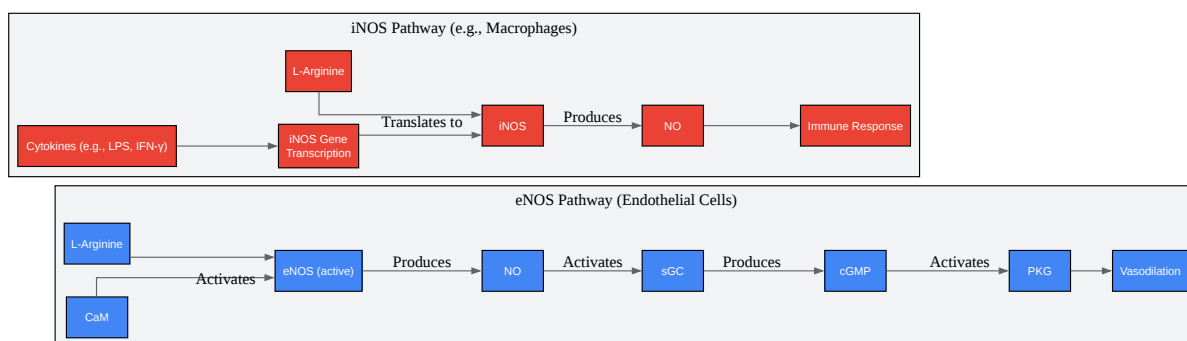 iNOS Pathway (e.g., Macrophages)
L-Arginine
Translates to
iNOS
Produces
NO
Immune Response
Cytokines (e.g., LPS, IFN-γ)
iNOS Gene
Transcription
eNOS Pathway (Endothelial Cells)
L-Arginine
Activates
eNOS (active)
Produces
NO
Activates
sGC
Produces
cGMP
Activates
PKG
Vasodilation
CaM